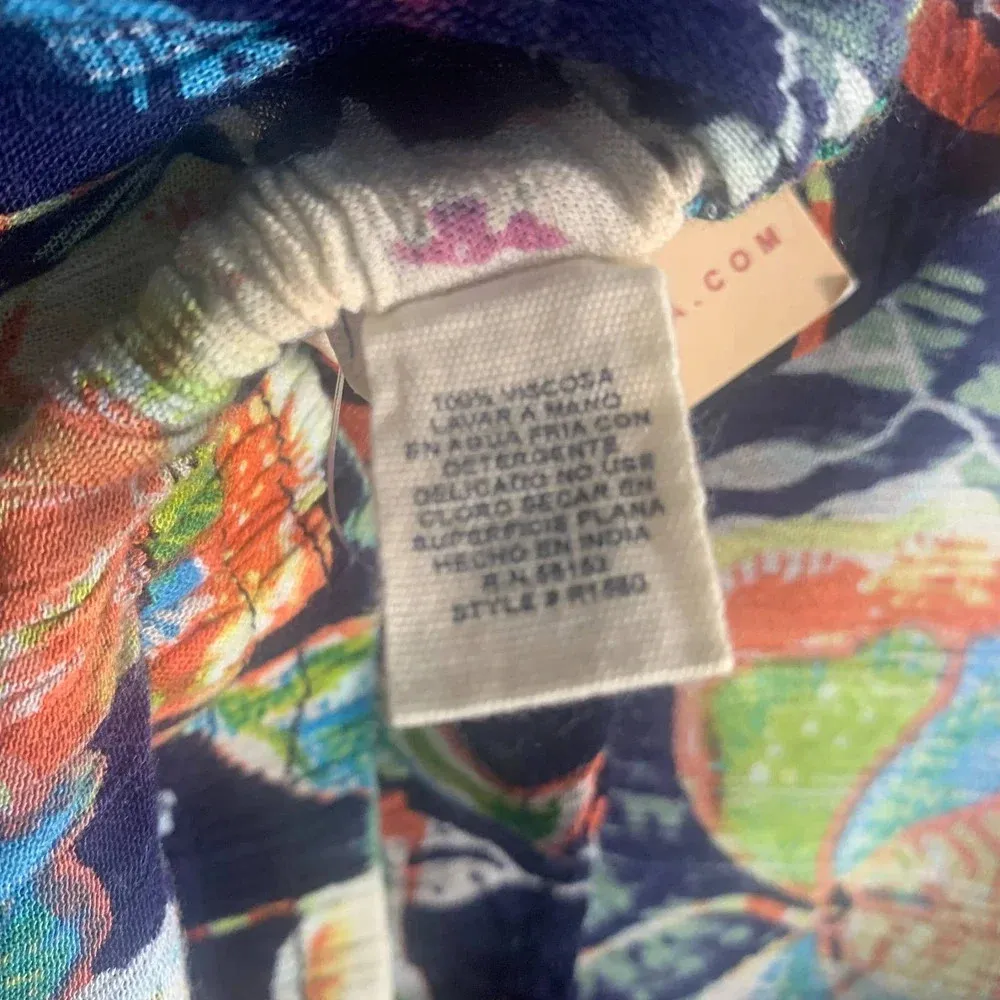 A.COM
100% VISCOSA
LAVAR A MANO
EN AGUA FRIA CON
DETERGENTE
DELICADO NO USE
CLORO SECAR EN
SUPERFICIE PLANA
HECHO EN INDIA
R.N.
STYLE #